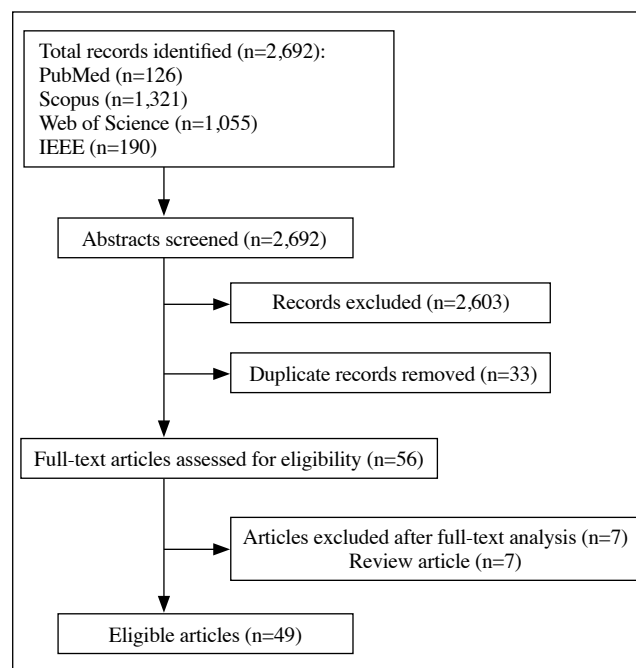 Total records identified (n=2,692):
PubMed (n=126)
Scopus (n=1,321)
Web of Science (n=1,055)
IEEE (n=190)
Abstracts screened (n=2,692)
Records excluded (n=2,603)
Duplicate records removed (n=33)
Full-text articles assessed for eligibility (n=56)
Articles excluded after full-text analysis (n=7)
Review article (n=7)
Eligible articles (n=49)